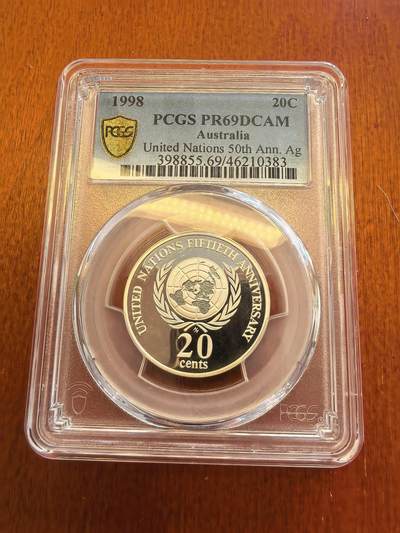 1998 20C
PCGS PR69DCAM
Australia
United Nations 50th Ann. Ag
398855.69/46210383
PCGS
UNITED NATIONS FIFTIETH ANNIVERSARY
20
cents
PCGS